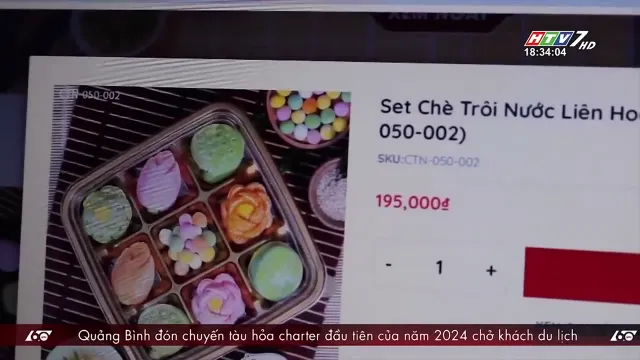 XEM NGAY
HTV7 HD
18:34:04
CTN-050-002
Set Chè Trôi Nước Liên Ho
050-002)
SKU:CTN-050-002
195,000₫
- 1 +
60 Quảng Bình đón chuyến tàu hỏa charter đầu tiên của năm 2024 chở khách du lịch 60